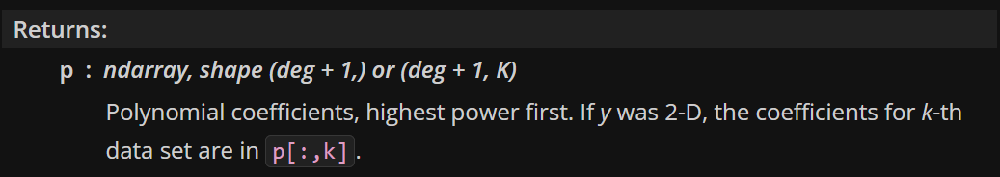 Returns:
p : ndarray, shape (deg + 1,) or (deg + 1, K)
Polynomial coefficients, highest power first. If y was 2-D, the coefficients for k-th
data set are in p[:,k].